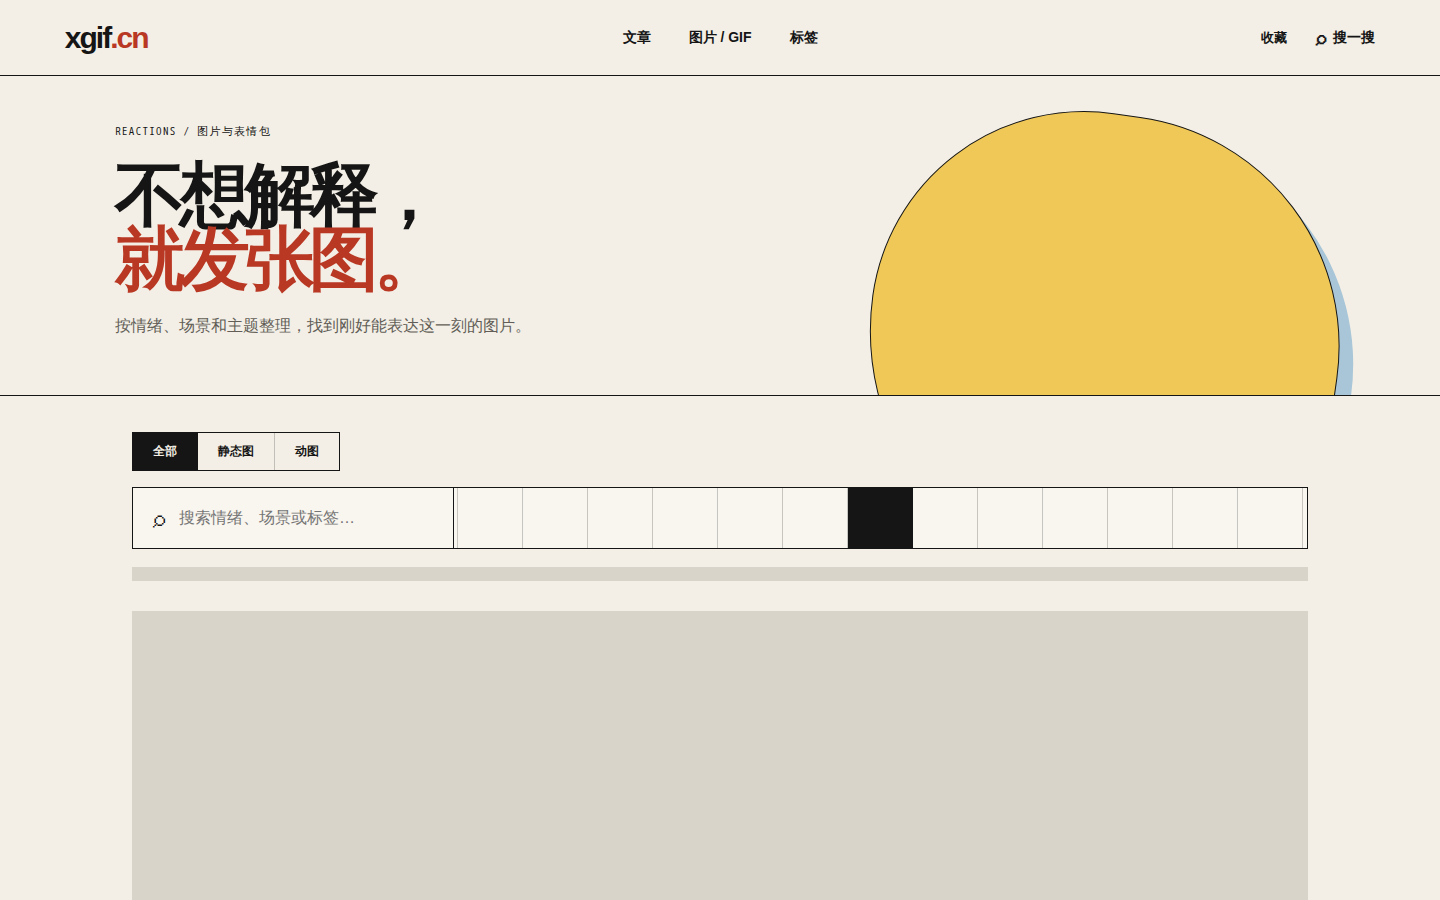 xgif.cn
文章
图片 / GIF
标签
收藏
搜一搜
REACTIONS / 图片与表情包
不想解释，
就发张图。
按情绪、场景和主题整理，找到刚好能表达这一刻的图片。
全部
静态图
动图
搜索情绪、场景或标签…